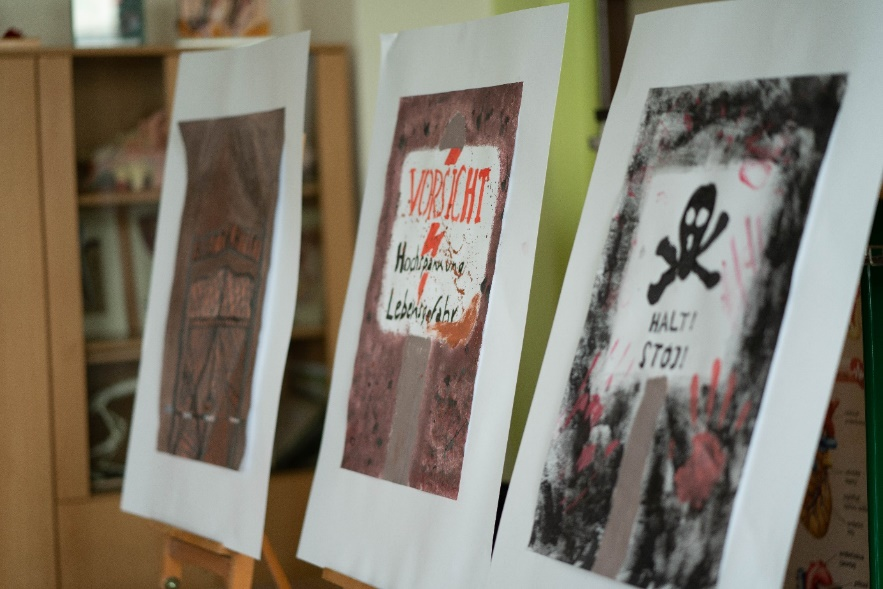 VORSICHT
Hochspannung
Lebensgefahr
HALT!
STOJ!